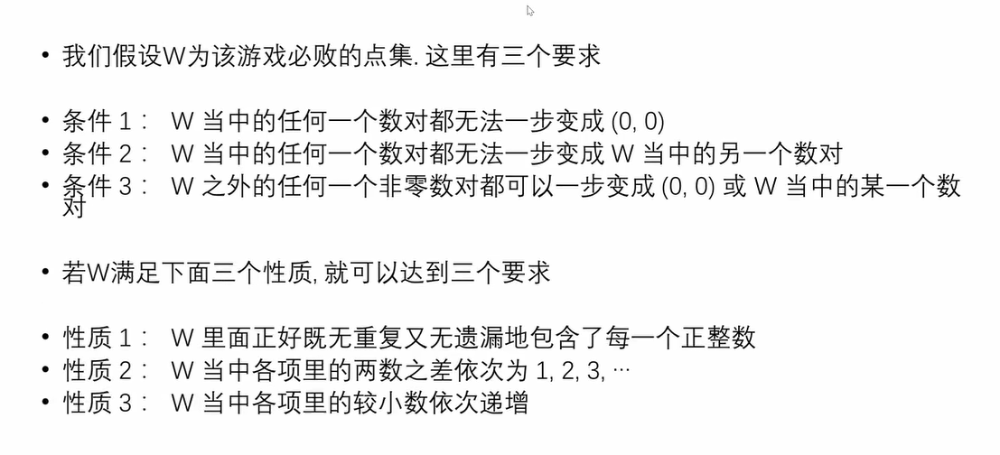 • 我们假设W为该游戏必败的点集. 这里有三个要求
• 条件 1： W 当中的任何一个数对都无法一步变成 (0, 0)
• 条件 2： W 当中的任何一个数对都无法一步变成 W 当中的另一个数对
• 条件 3： W 之外的任何一个非零数对都可以一步变成 (0, 0) 或 W 当中的某一个数
对
• 若W满足下面三个性质, 就可以达到三个要求
• 性质 1： W 里面正好既无重复又无遗漏地包含了每一个正整数
• 性质 2： W 当中各项里的两数之差依次为 1, 2, 3, ···
• 性质 3： W 当中各项里的较小数依次递增